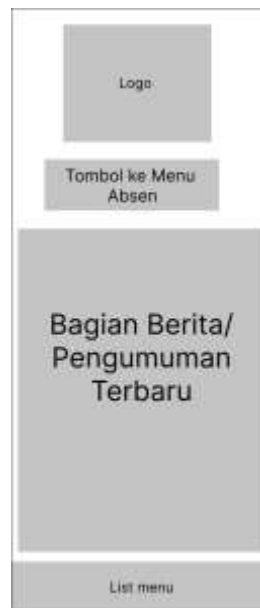 Logo
Tombol ke Menu
Absen
Bagian Berita/
Pengumuman
Terbaru
List menu